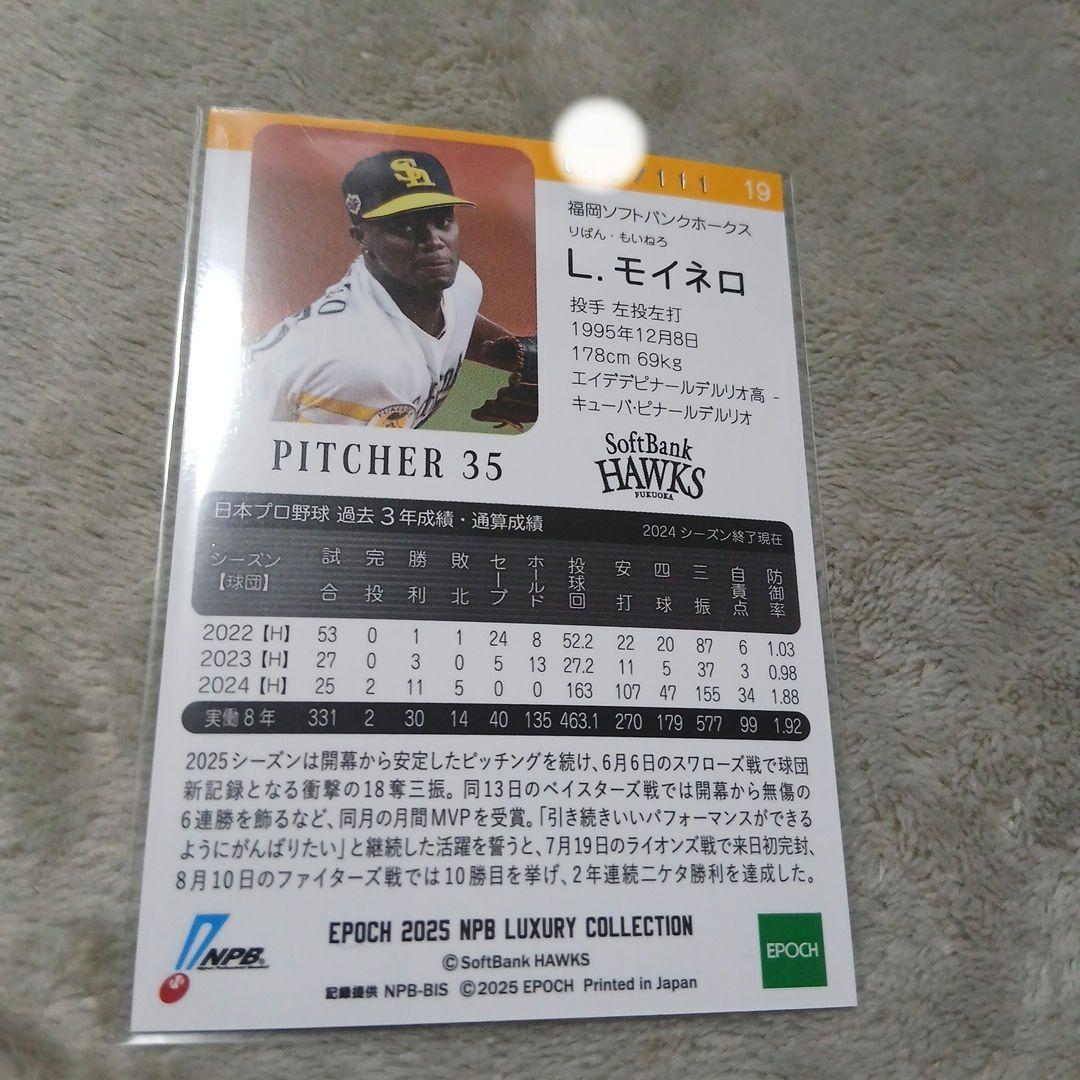 /111 19
福岡ソフトバンクホークス
りばん・もいねろ
L.モイネロ
投手 左投左打
1995年12月8日
178cm 69kg
エイデデピナールデルリオ高 -
キューバ・ピナールデルリオ
PITCHER 35
SoftBank
HAWKS
FUKUOKA
日本プロ野球 過去3年成績・通算成績 2024シーズン終了現在
シーズン【球団】 試合 完投 勝利 敗北 セーブ ホールド 投球回 安打 四球 三振 自責点 防御率
2022【H】 53 0 1 1 24 8 52.2 22 20 87 6 1.03
2023【H】 27 0 3 0 5 13 27.2 11 5 37 3 0.98
2024【H】 25 2 11 5 0 0 163 107 47 155 34 1.88
実働8年 331 2 30 14 40 135 463.1 270 179 577 99 1.92
2025シーズンは開幕から安定したピッチングを続け、6月6日のスワローズ戦で球団
新記録となる衝撃の18奪三振。同13日のベイスターズ戦では開幕から無傷の
6連勝を飾るなど、同月の月間MVPを受賞。「引き続きいいパフォーマンスができる
ようにがんばりたい」と継続した活躍を誓うと、7月19日のライオンズ戦で来日初完封、
8月10日のファイターズ戦では10勝目を挙げ、2年連続二ケタ勝利を達成した。
NPB
EPOCH 2025 NPB LUXURY COLLECTION
©SoftBank HAWKS
記録提供 NPB-BIS ©2025 EPOCH Printed in Japan
EPOCH